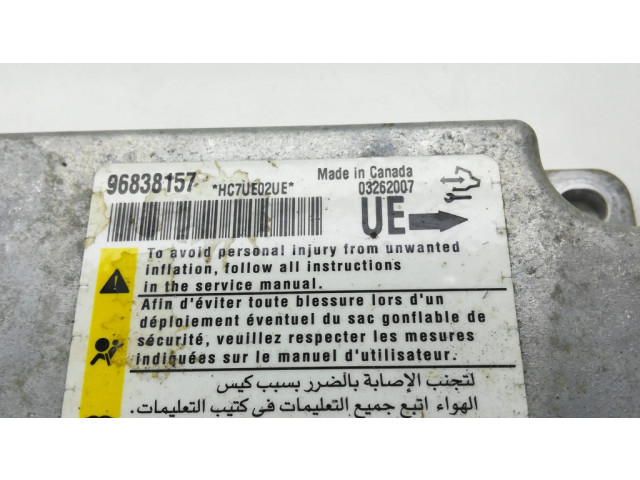 96838157 *HC7UE02UE* Made in Canada
03262007
UE
To avoid personal injury from unwanted
inflation, follow all instructions
in the service manual.
Afin d'éviter toute blessure lors d'un
déploiement éventuel du sac gonflable de
sécurité, veuillez respecter les mesures
indiquées sur le manuel d'utilisateur.
لتجنب الإصابة بالضرر بسبب كيس
الهواء اتبع جميع التعليمات في كتيب التعليمات.